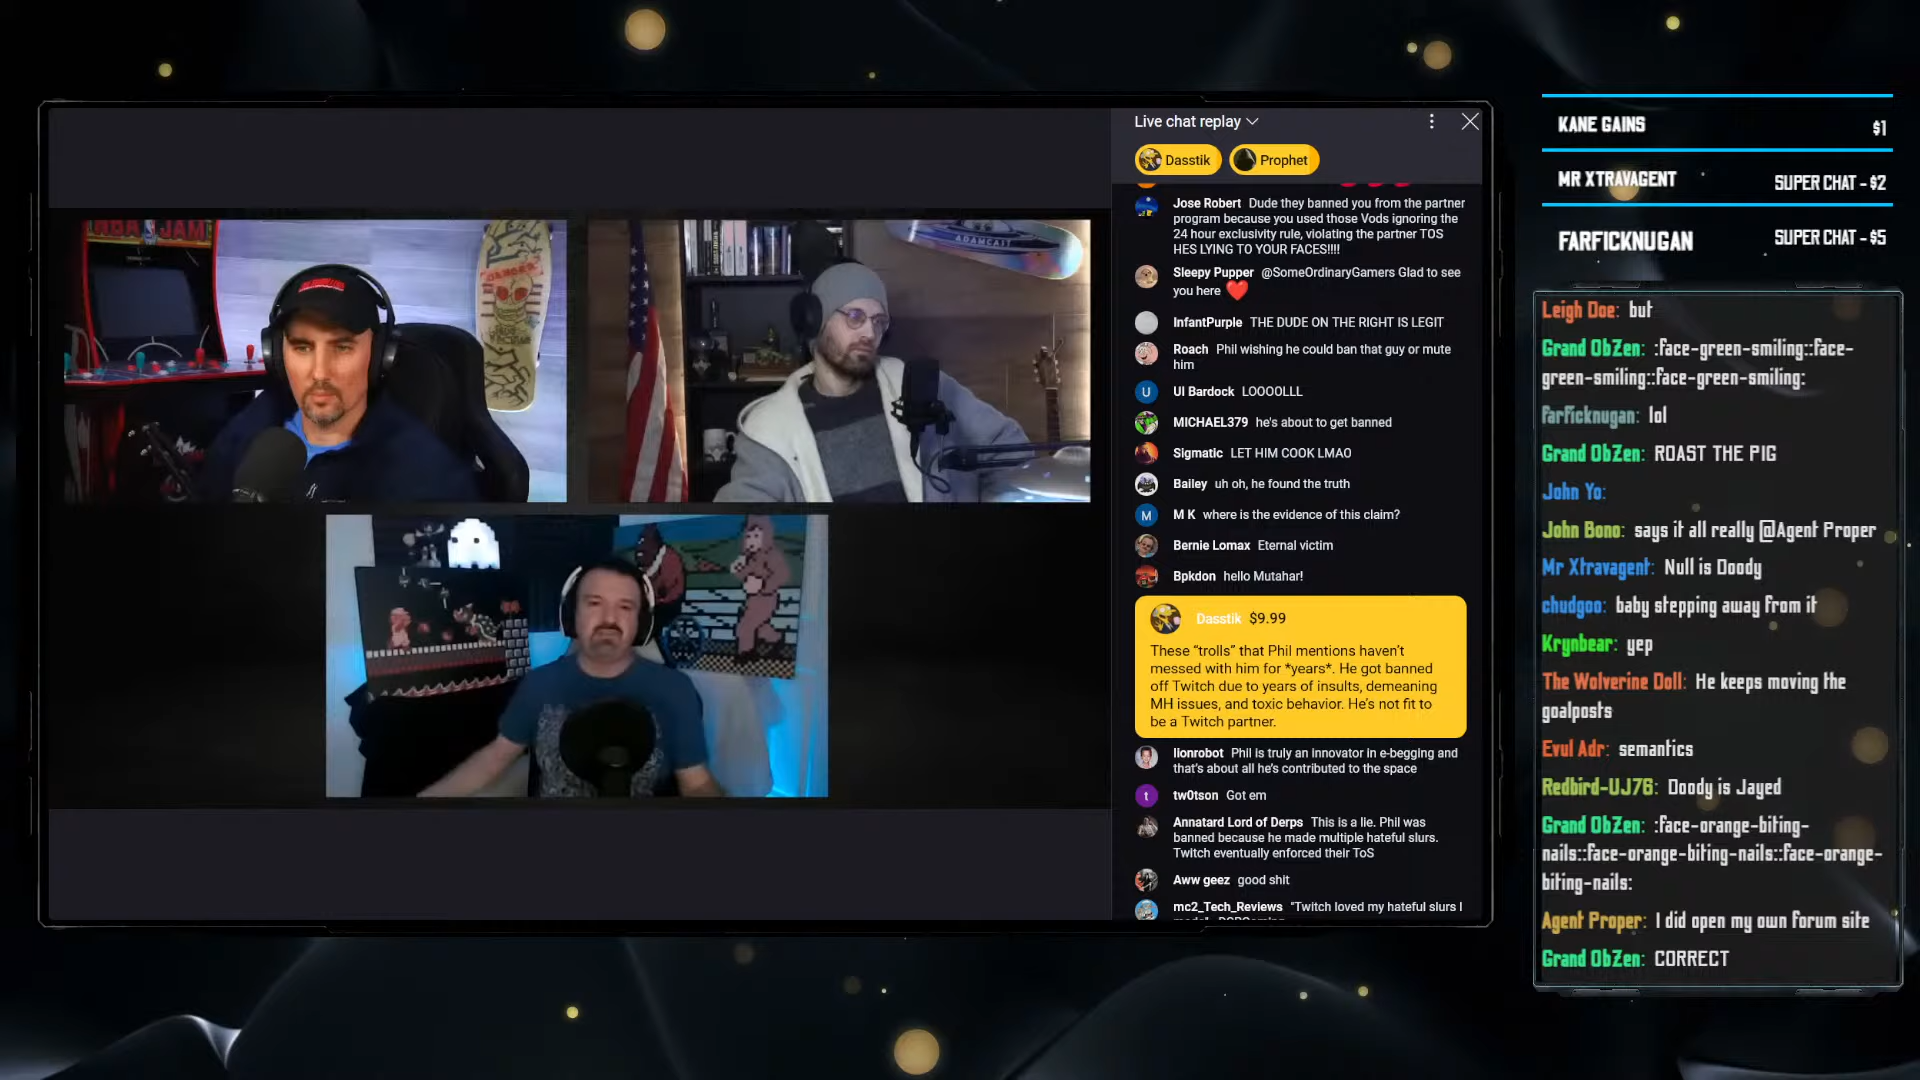 NBA JAM
ADAMCAST
Live chat replay
Dasstik
Prophet
Jose Robert Dude they banned you from the partner
program because you used those Vods ignoring the
24 hour exclusivity rule, violating the partner TOS
HES LYING TO YOUR FACES!!!!
Sleepy Pupper @SomeOrdinaryGamers Glad to see
you here ❤️
InfantPurple THE DUDE ON THE RIGHT IS LEGIT
Roach Phil wishing he could ban that guy or mute
him
U
UI Bardock LOOOOLLL
MICHAEL379 he's about to get banned
Sigmatic LET HIM COOK LMAO
Bailey uh oh, he found the truth
M
M K where is the evidence of this claim?
Bernie Lomax Eternal victim
Bpkdon hello Mutahar!
Dasstik $9.99
These “trolls” that Phil mentions haven’t
messed with him for *years*. He got banned
off Twitch due to years of insults, demeaning
MH issues, and toxic behavior. He’s not fit to
be a Twitch partner.
lionrobot Phil is truly an innovator in e-begging and
that's about all he's contributed to the space
t
tw0tson Got em
Annatard Lord of Derps This is a lie. Phil was
banned because he made multiple hateful slurs.
Twitch eventually enforced their ToS
Aww geez good shit
mc2_Tech_Reviews "Twitch loved my hateful slurs I
KANE GAINS $1
MR XTRAVAGENT SUPER CHAT - $2
FARFICKNUGAN SUPER CHAT - $5
Leigh Doe: but
Grand ObZen: :face-green-smiling::face-
green-smiling::face-green-smiling:
farficknugan: lol
Grand ObZen: ROAST THE PIG
John Yo:
John Bono: says it all really @Agent Proper
Mr Xtravagent: Null is Doody
chudgoo: baby stepping away from it
Krynbear: yep
The Wolverine Doll: He keeps moving the
goalposts
Evul Adr: semantics
Redbird-UJ76: Doody is Jayed
Grand ObZen: :face-orange-biting-
nails::face-orange-biting-nails::face-orange-
biting-nails:
Agent Proper: I did open my own forum site
Grand ObZen: CORRECT